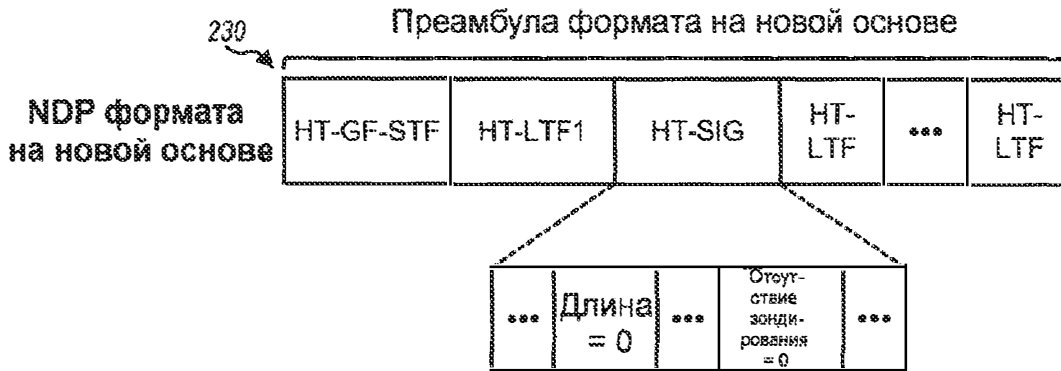 230
Преамбула формата на новой основе
NDP формата
на новой основе
HT-GF-STF
HT-LTF1
HT-SIG
HT-
LTF
•••
HT-
LTF
•••
Длина
= 0
•••
Отсут-
ствие
зонди-
рования
= 0
•••